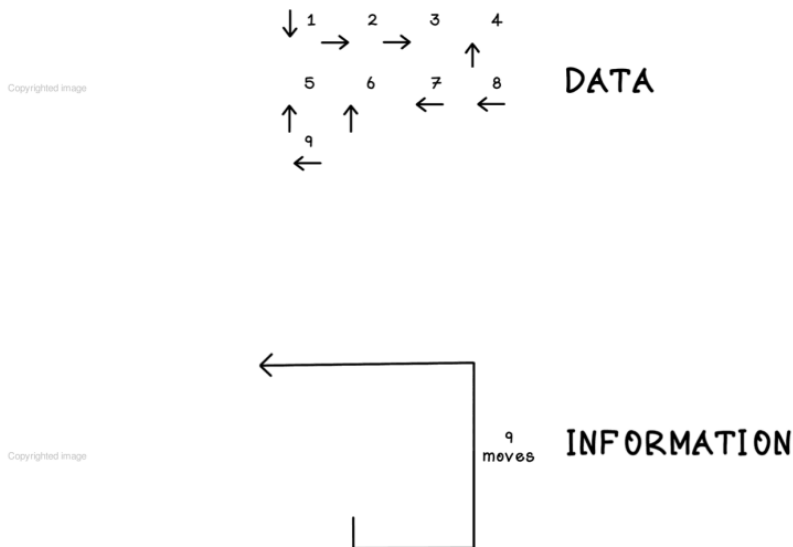 1 2 3 4
Copyrighted image
5 6 7 8
DATA
9
9
moves
INFORMATION
Copyrighted image